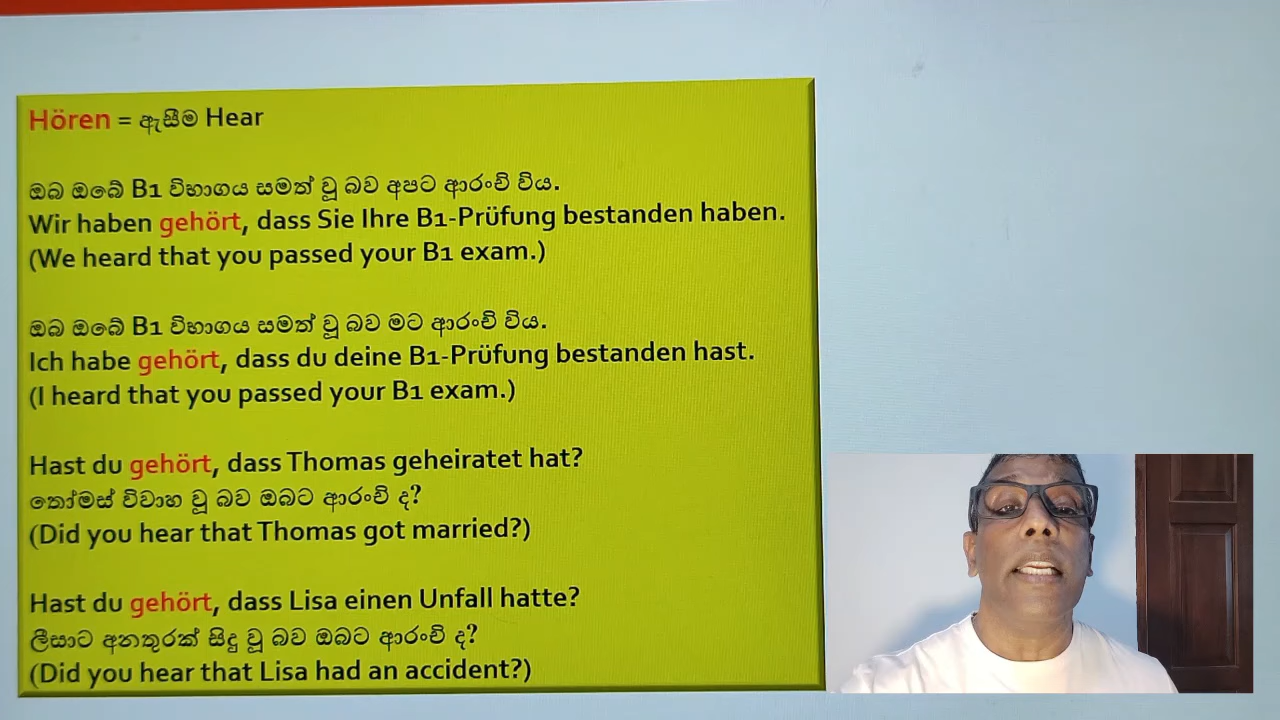 Hören = ඇසීම Hear
ඔබ ඔබේ B1 විභාගය සමත් වූ බව අපට ආරංචි විය.
Wir haben gehört, dass Sie Ihre B1-Prüfung bestanden haben.
(We heard that you passed your B1 exam.)
ඔබ ඔබේ B1 විභාගය සමත් වූ බව මට ආරංචි විය.
Ich habe gehört, dass du deine B1-Prüfung bestanden hast.
(I heard that you passed your B1 exam.)
Hast du gehört, dass Thomas geheiratet hat?
තෝමස් විවාහ වූ බව ඔබට ආරංචි ද?
(Did you hear that Thomas got married?)
Hast du gehört, dass Lisa einen Unfall hatte?
ලීසාට අනතුරක් සිදු වූ බව ඔබට ආරංචි ද?
(Did you hear that Lisa had an accident?)